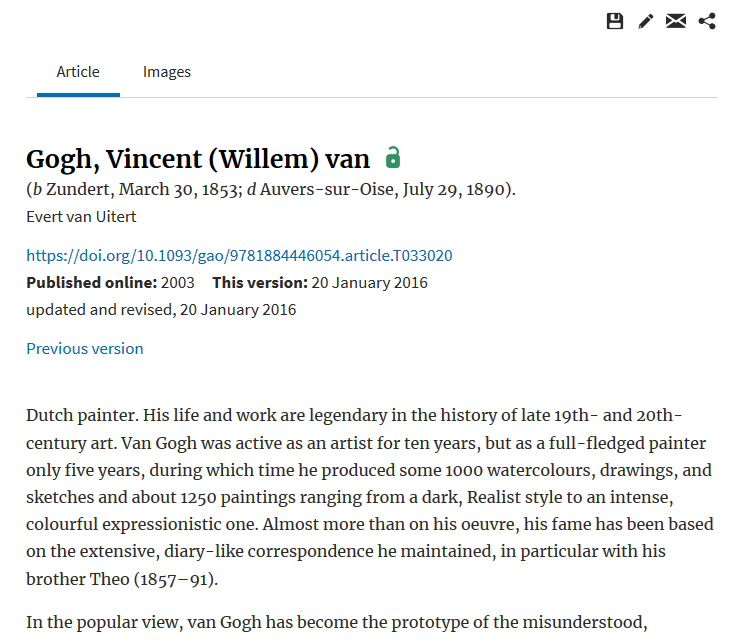 Article Images
Gogh, Vincent (Willem) van
(b Zundert, March 30, 1853; d Auvers-sur-Oise, July 29, 1890).
Evert van Uitert
https://doi.org/10.1093/gao/9781884446054.article.T033020
Published online: 2003 This version: 20 January 2016
updated and revised, 20 January 2016
Previous version
Dutch painter. His life and work are legendary in the history of late 19th- and 20th-
century art. Van Gogh was active as an artist for ten years, but as a full-fledged painter
only five years, during which time he produced some 1000 watercolours, drawings, and
sketches and about 1250 paintings ranging from a dark, Realist style to an intense,
colourful expressionistic one. Almost more than on his oeuvre, his fame has been based
on the extensive, diary-like correspondence he maintained, in particular with his
brother Theo (1857–91).
In the popular view, van Gogh has become the prototype of the misunderstood,